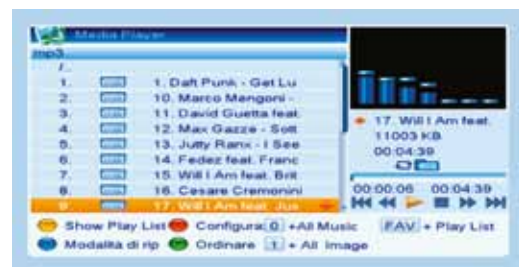 Media Player
mp3
/..
1. 1. Daft Punk - Get Lu
2. 10. Marco Mengoni -
3. 11. David Guetta feat.
4. 12. Max Gazzè - Sott
5. 13. Jutty Ranx - I See
6. 14. Fedez feat. Franc
7. 15. Will I Am feat. Brit
8. 16. Cesare Cremonini
9. 17. Will I Am feat. Jus
17. Will I Am feat.
11003 KB
00:04:39
00:00:06 00:04:39
Show Play List Configura 0 +All Music FAV + Play List
Modalità di rip Ordinare 1 + All Image